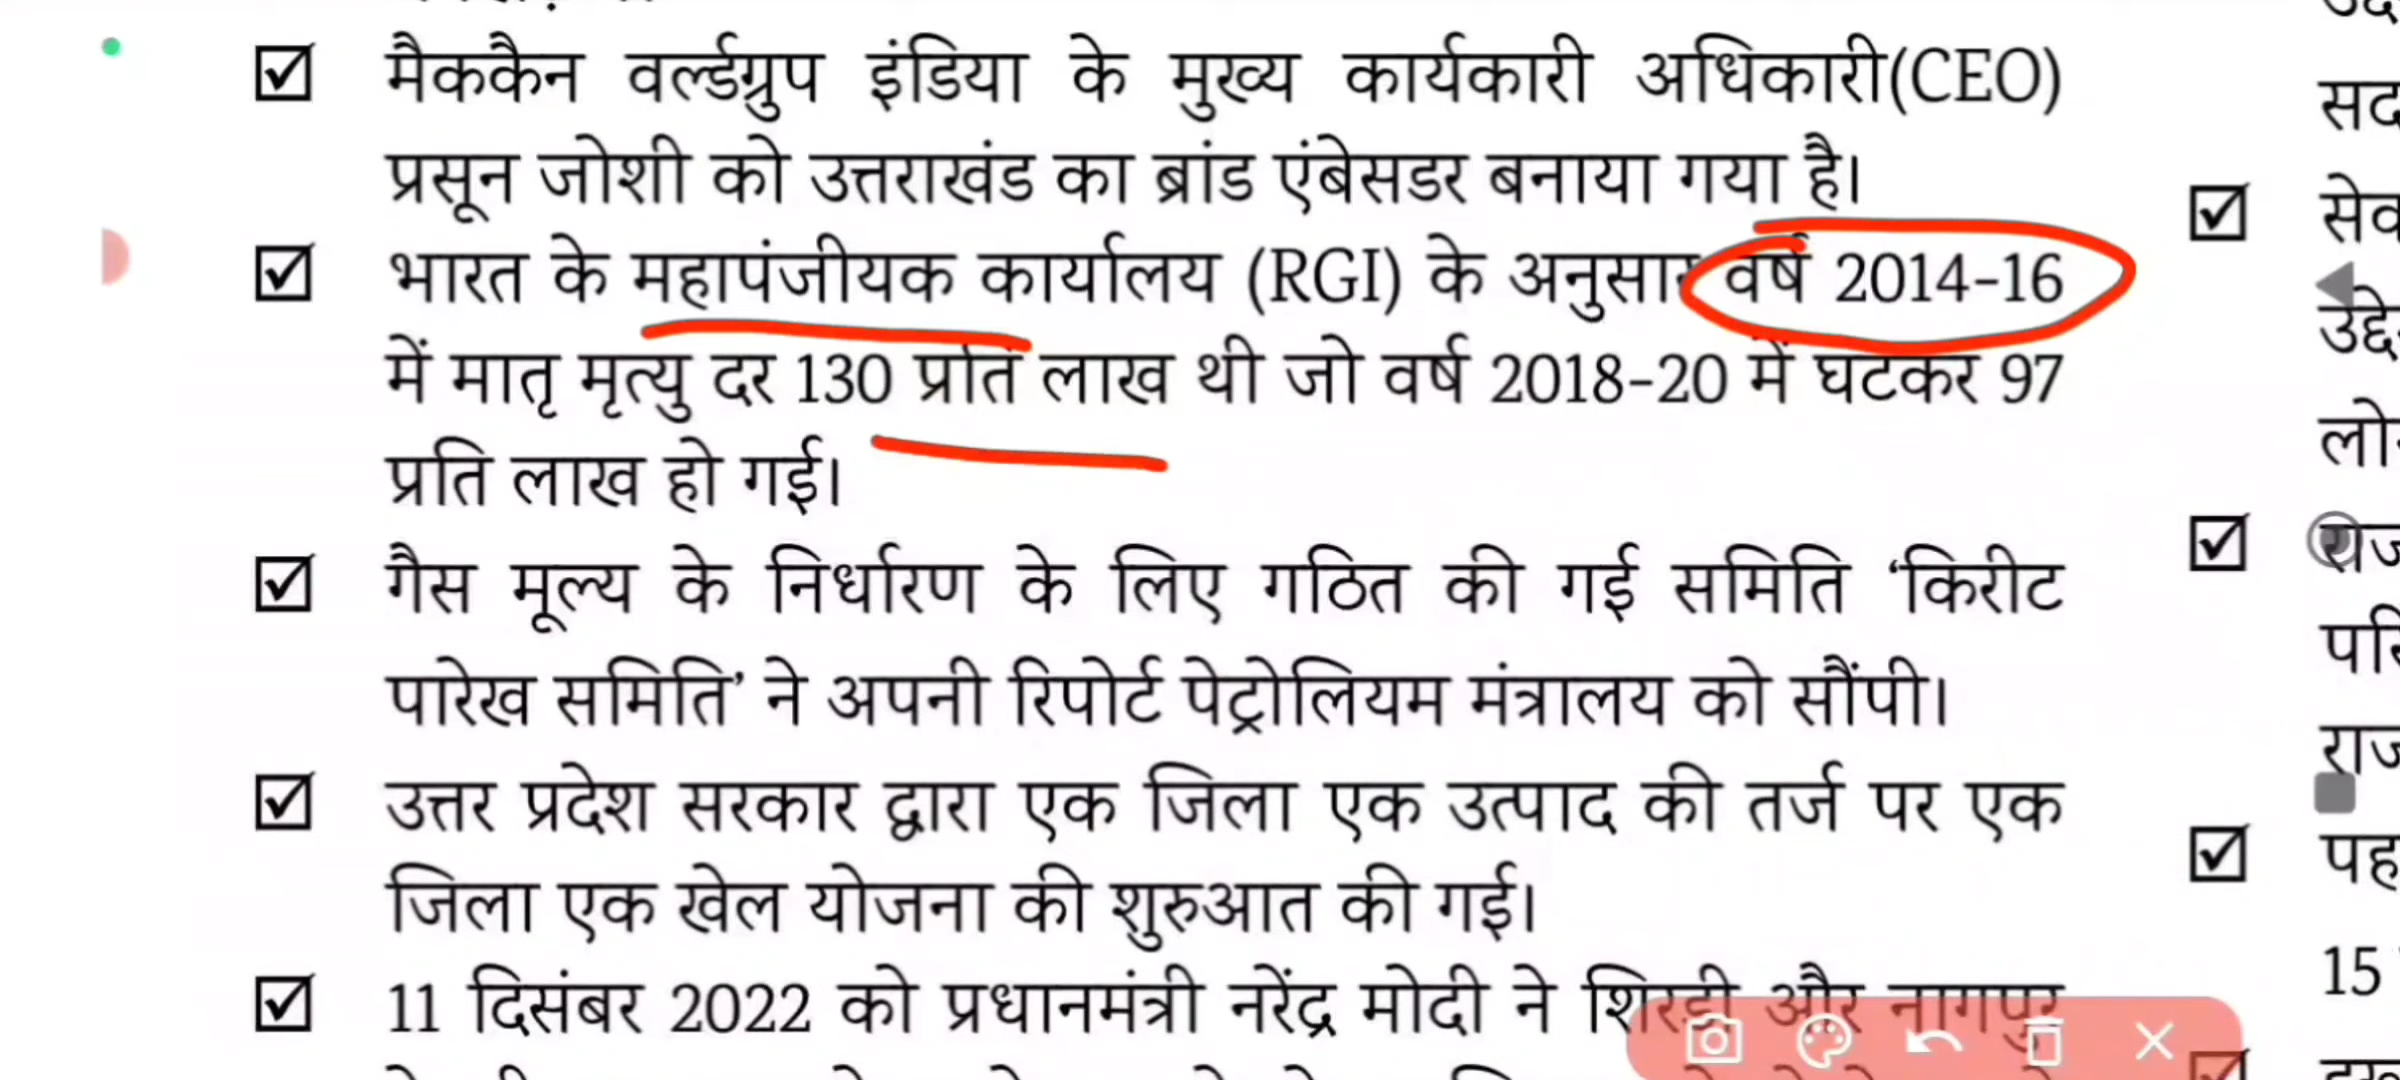 मैककैन वर्ल्डग्रुप इंडिया के मुख्य कार्यकारी अधिकारी(CEO)
प्रसून जोशी को उत्तराखंड का ब्रांड एंबेसडर बनाया गया है।
भारत के महापंजीयक कार्यालय (RGI) के अनुसार वर्ष 2014-16
में मातृ मृत्यु दर 130 प्रति लाख थी जो वर्ष 2018-20 में घटकर 97
प्रति लाख हो गई।
गैस मूल्य के निर्धारण के लिए गठित की गई समिति ‘किरीट
पारेख समिति’ ने अपनी रिपोर्ट पेट्रोलियम मंत्रालय को सौंपी।
उत्तर प्रदेश सरकार द्वारा एक जिला एक उत्पाद की तर्ज पर एक
जिला एक खेल योजना की शुरुआत की गई।
11 दिसंबर 2022 को प्रधानमंत्री नरेंद्र मोदी ने शिरडी और नागपुर
15